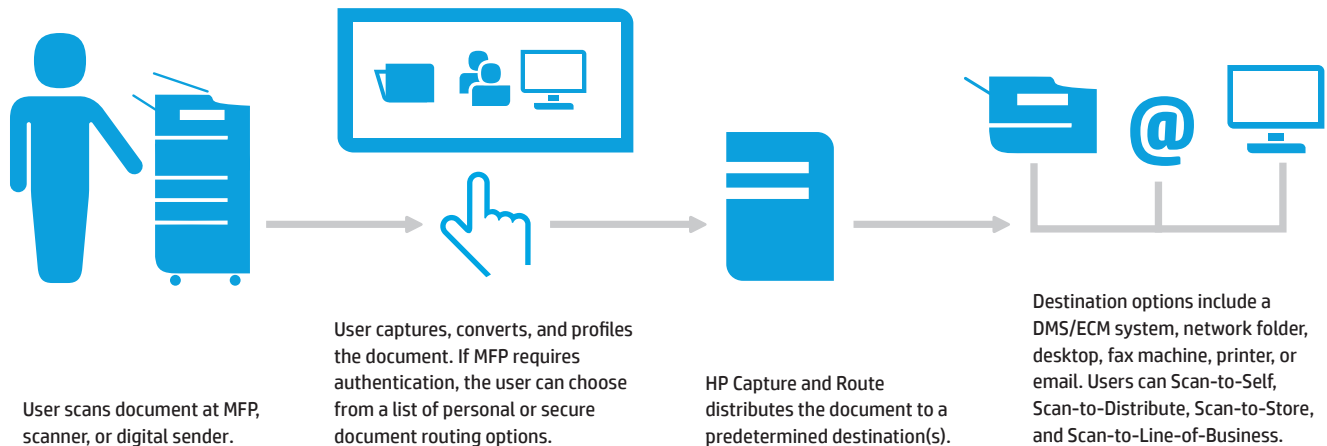 @
User scans document at MFP,
scanner, or digital sender.
User captures, converts, and profiles
the document. If MFP requires
authentication, the user can choose
from a list of personal or secure
document routing options.
HP Capture and Route
distributes the document to a
predetermined destination(s).
Destination options include a
DMS/ECM system, network folder,
desktop, fax machine, printer, or
email. Users can Scan-to-Self,
Scan-to-Distribute, Scan-to-Store,
and Scan-to-Line-of-Business.